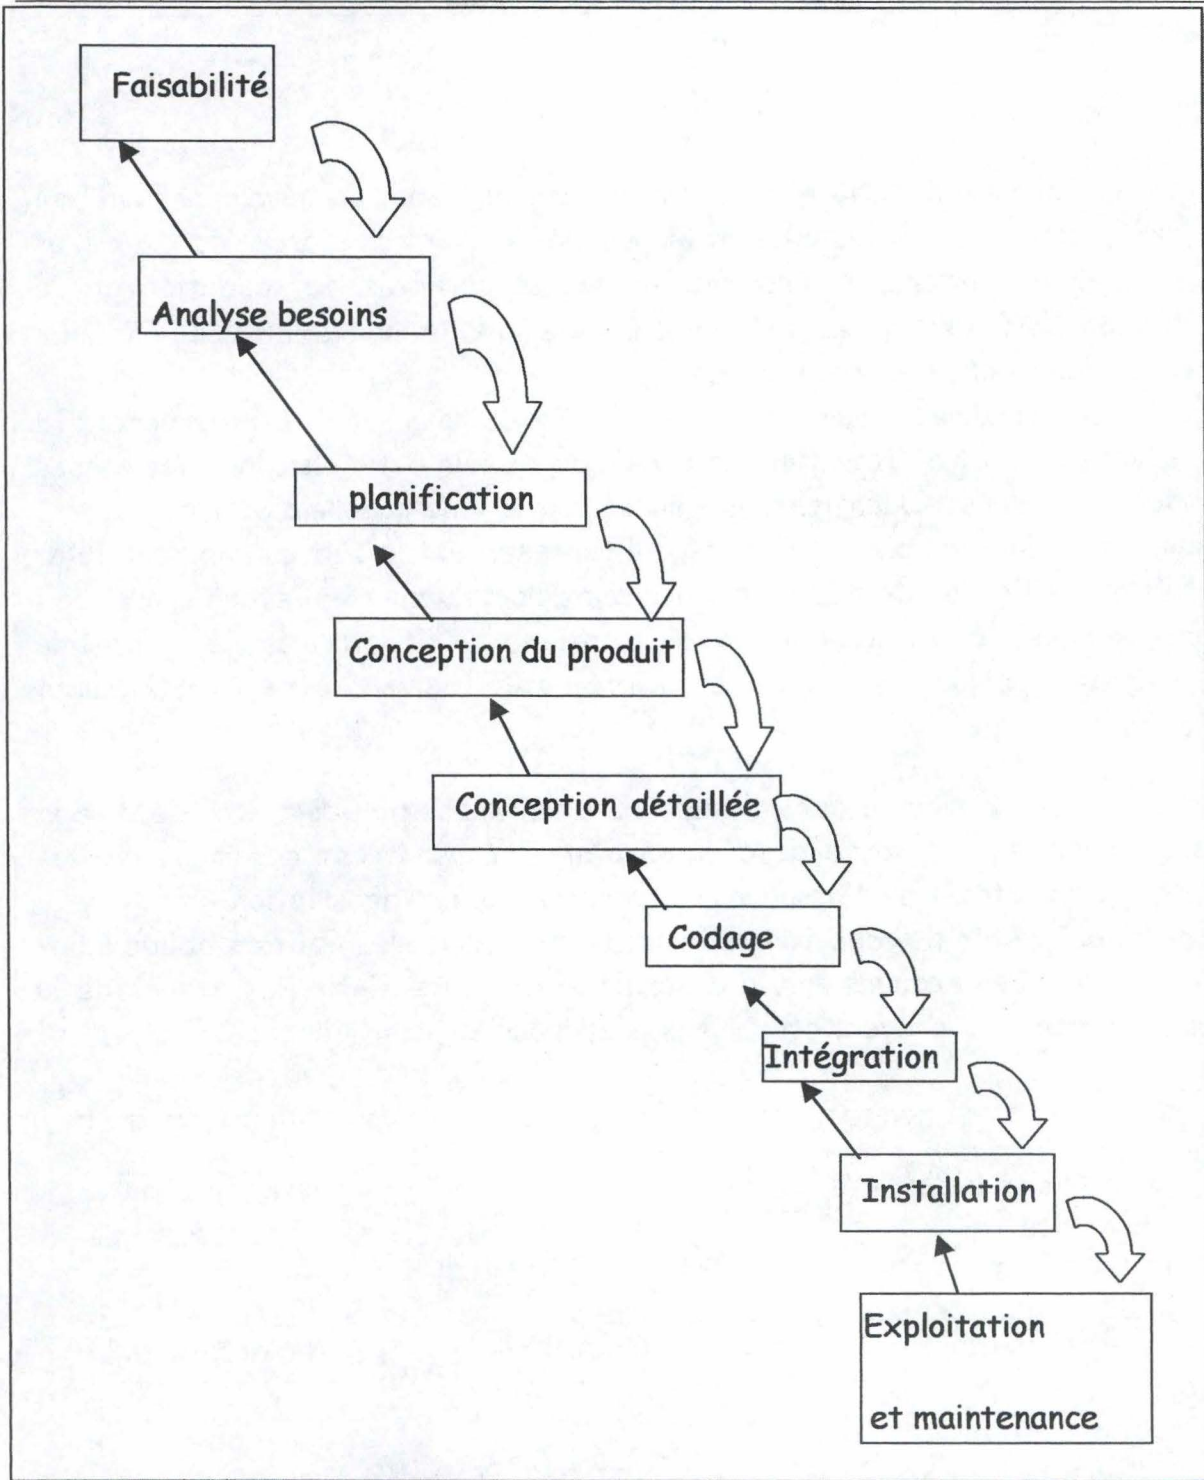 Faisabilité
Analyse besoins
planification
Conception du produit
Conception détaillée
Codage
Intégration
Installation
Exploitation
et maintenance